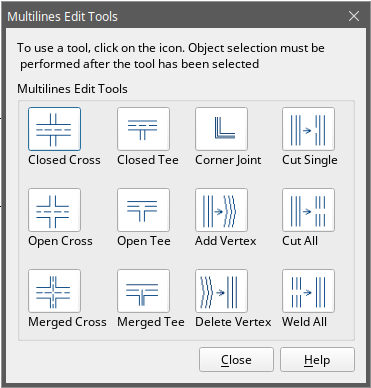 Multilines Edit Tools
To use a tool, click on the icon. Object selection must be
performed after the tool has been selected
Multilines Edit Tools
Closed Cross Closed Tee Corner Joint Cut Single
Open Cross Open Tee Add Vertex Cut All
Merged Cross Merged Tee Delete Vertex Weld All
Close Help